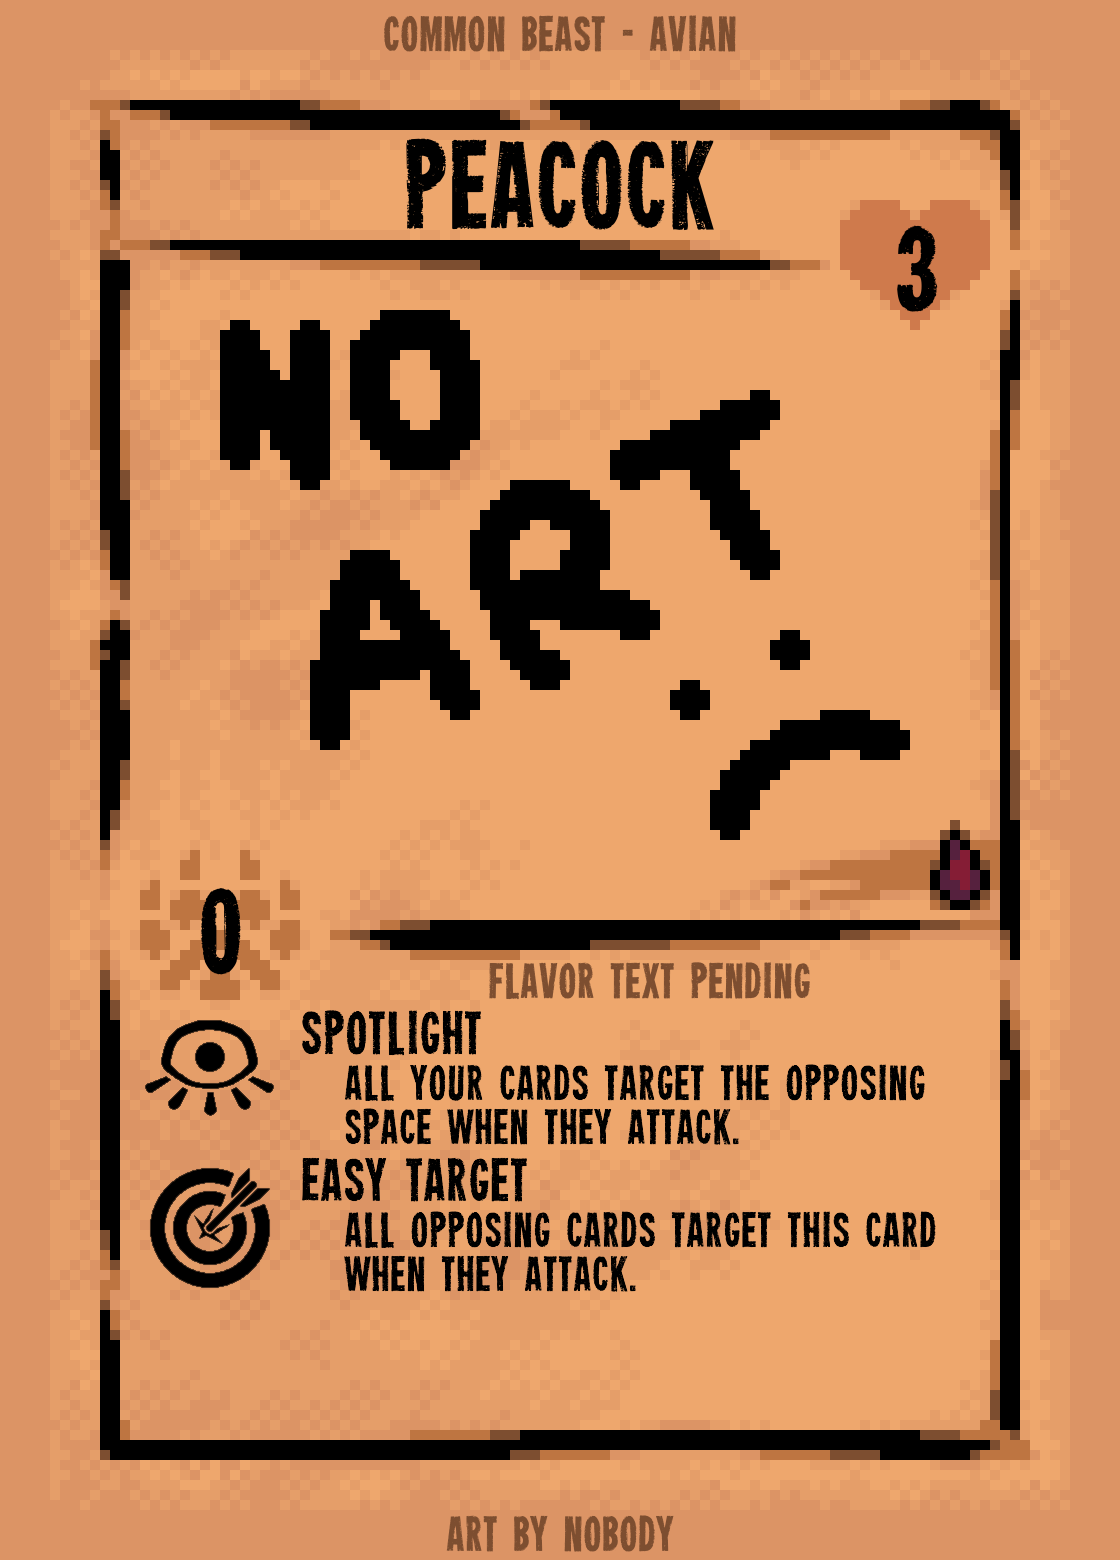 COMMON BEAST - AVIAN
PEACOCK
3
NO
ART
0
FLAVOR TEXT PENDING
SPOTLIGHT
ALL YOUR CARDS TARGET THE OPPOSING
SPACE WHEN THEY ATTACK.
EASY TARGET
ALL OPPOSING CARDS TARGET THIS CARD
WHEN THEY ATTACK.
ART BY NOBODY